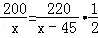 200/x = 220/(x−45) · 1/2